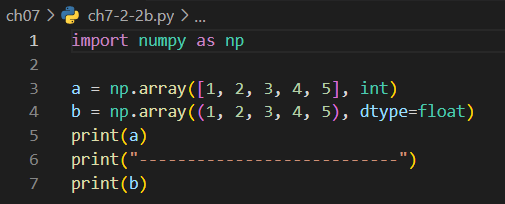 ch07 > ch7-2-2b.py > ...
1 import numpy as np
2
3 a = np.array([1, 2, 3, 4, 5], int)
4 b = np.array((1, 2, 3, 4, 5), dtype=float)
5 print(a)
6 print("---------------------------")
7 print(b)